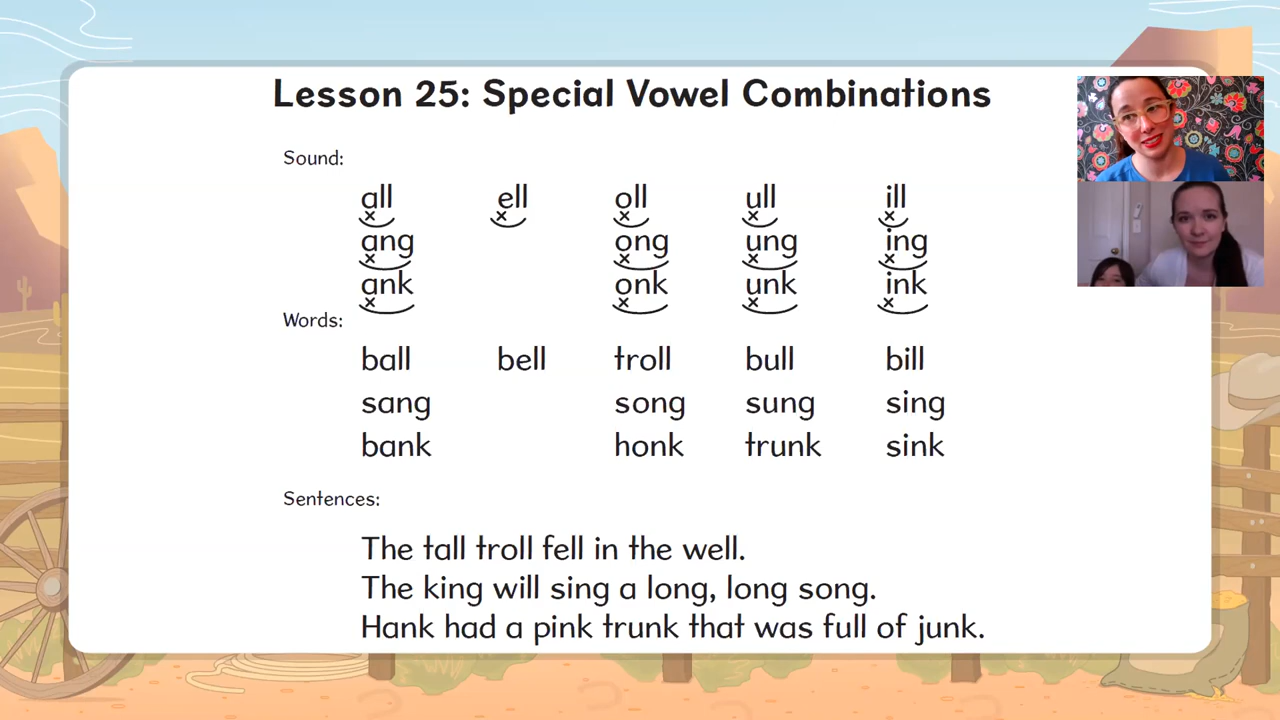 Lesson 25: Special Vowel Combinations
Sound:
all ell oll ull ill
ang ong ung ing
ank onk unk ink
Words:
ball bell troll bull bill
sang song sung sing
bank honk trunk sink
Sentences:
The tall troll fell in the well.
The king will sing a long, long song.
Hank had a pink trunk that was full of junk.